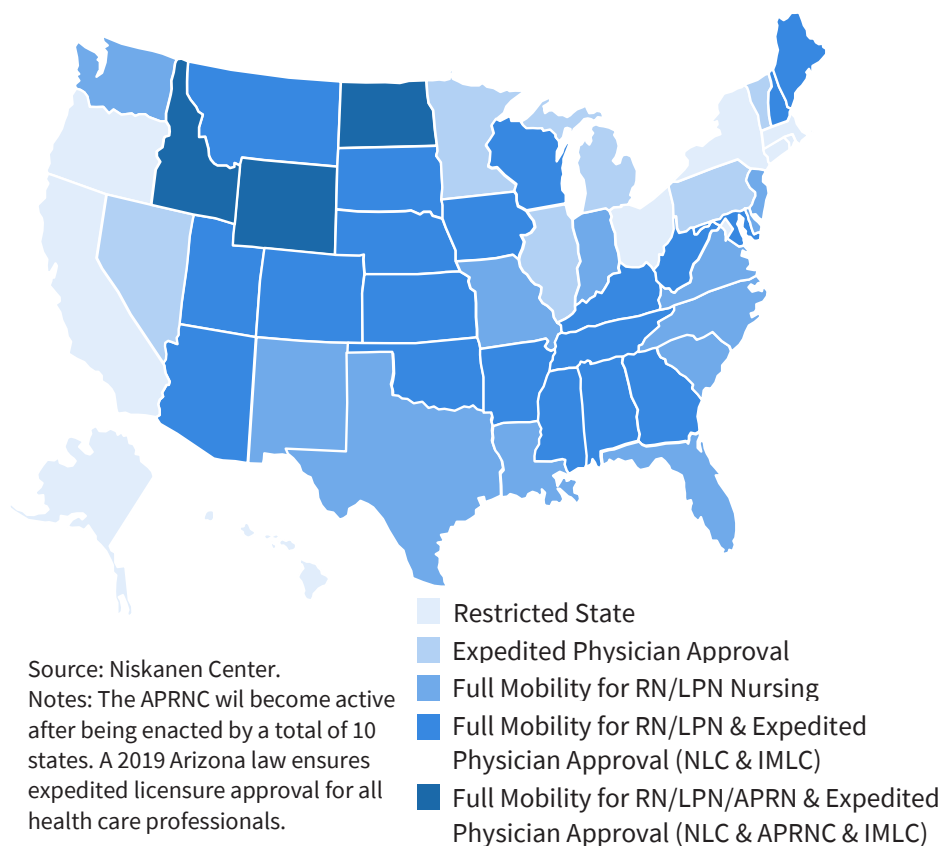 Restricted State
Expedited Physician Approval
Full Mobility for RN/LPN Nursing
Full Mobility for RN/LPN & Expedited
Physician Approval (NLC & IMLC)
Full Mobility for RN/LPN/APRN & Expedited
Physician Approval (NLC & APRNC & IMLC)
Source: Niskanen Center.
Notes: The APRNC wil become active
after being enacted by a total of 10
states. A 2019 Arizona law ensures
expedited licensure approval for all
health care professionals.